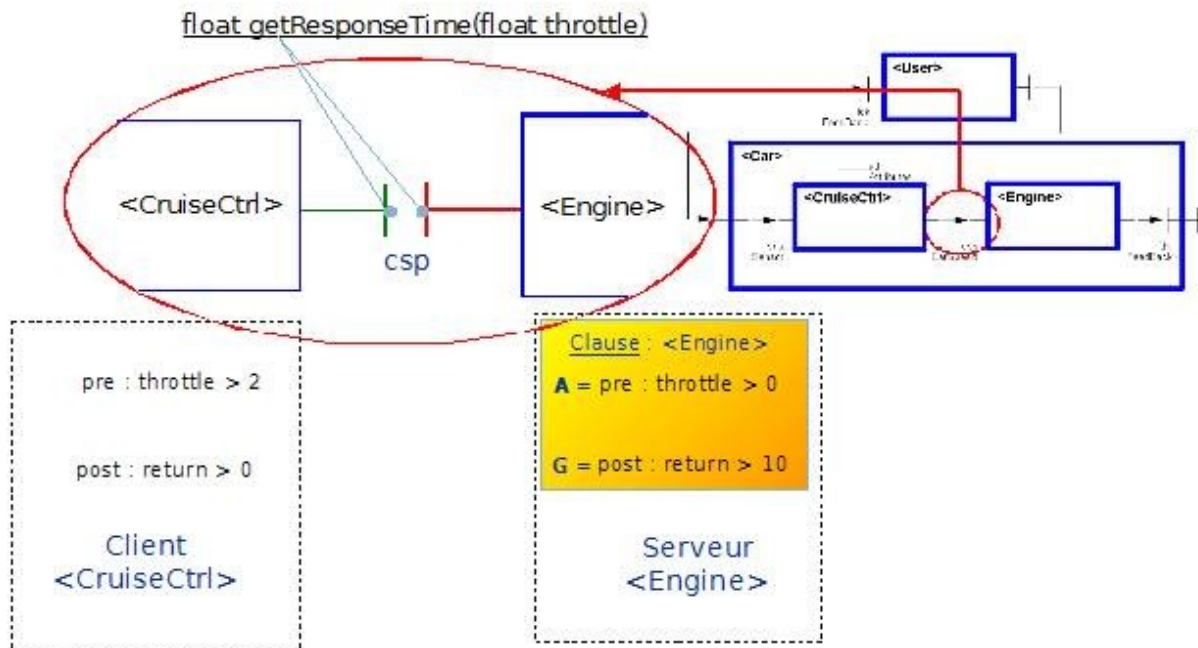 float getResponseTime(float throttle)
<User>
<Car>
<CruiseCtrl>
<Engine>
<CruiseCtrl>
<Engine>
csp
pre : throttle > 2
post : return > 0
Client
<CruiseCtrl>
Clause : <Engine>
A = pre : throttle > 0
G = post : return > 10
Serveur
<Engine>